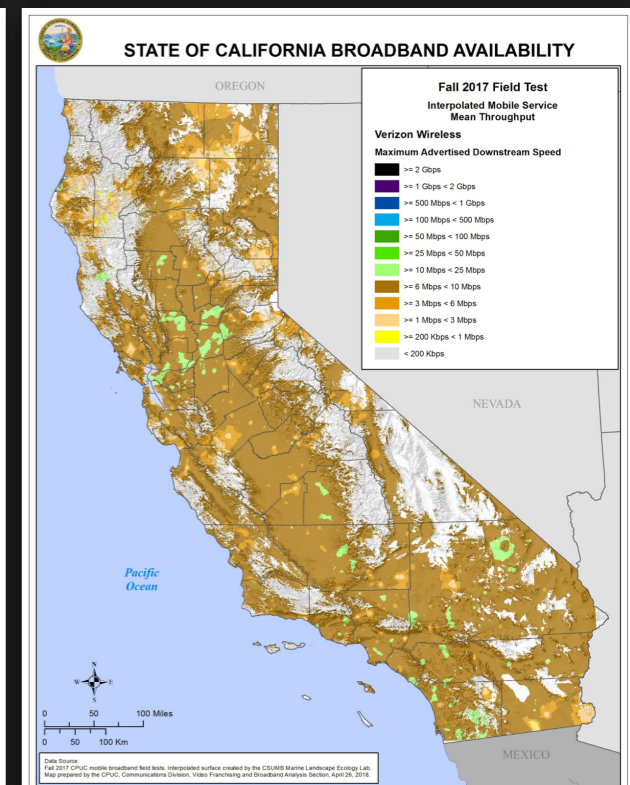 STATE OF CALIFORNIA BROADBAND AVAILABILITY
OREGON
Fall 2017 Field Test
Interpolated Mobile Service
Mean Throughput
Verizon Wireless
Maximum Advertised Downstream Speed
>= 2 Gbps
>= 1 Gbps < 2 Gbps
>= 500 Mbps < 1 Gbps
>= 100 Mbps < 500 Mbps
>= 50 Mbps < 100 Mbps
>= 25 Mbps < 50 Mbps
>= 10 Mbps < 25 Mbps
>= 6 Mbps < 10 Mbps
>= 3 Mbps < 6 Mbps
>= 1 Mbps < 3 Mbps
>= 200 Kbps < 1 Mbps
< 200 Kbps
NEVADA
Pacific
Ocean
N
W E
S
0 50 100 Miles
0 50 100 Km
MEXICO
Data Source:
Fall 2017 CPUC mobile broadband field tests. Interpolated surface created by the CSUMB Marine Landscape Ecology Lab.
Map prepared by the CPUC, Communications Division, Video Franchising and Broadband Analysis Section, April 26, 2018.